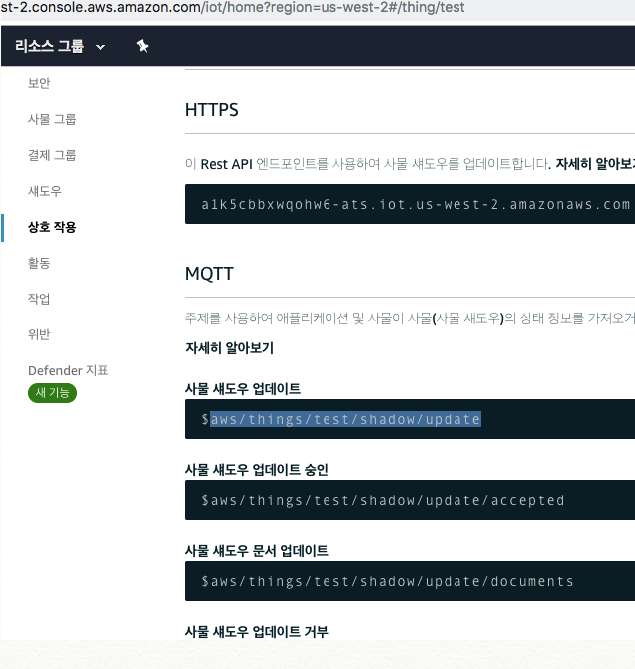 st-2.console.aws.amazon.com/iot/home?region=us-west-2#/thing/test
리소스 그룹
보안
사물 그룹
결제 그룹
섀도우
상호 작용
활동
작업
위반
Defender 지표
새 기능
HTTPS
이 Rest API 엔드포인트를 사용하여 사물 섀도우를 업데이트합니다. 자세히 알아보기
a1k5cbbxwqohw6-ats.iot.us-west-2.amazonaws.com
MQTT
주제를 사용하여 애플리케이션 및 사물이 사물(사물 섀도우)의 상태 정보를 가져오거
자세히 알아보기
사물 섀도우 업데이트
$aws/things/test/shadow/update
사물 섀도우 업데이트 승인
$aws/things/test/shadow/update/accepted
사물 섀도우 문서 업데이트
$aws/things/test/shadow/update/documents
사물 섀도우 업데이트 거부